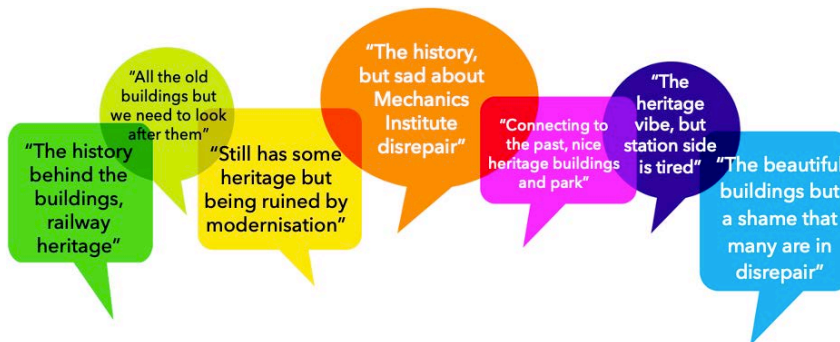 “The history
behind the
buildings,
railway
heritage”
“All the old
buildings but
we need to look
after them”
“Still has some
heritage but
being ruined by
modernisation”
“The history,
but sad about
Mechanics
Institute
disrepair”
“Connecting to
the past, nice
heritage buildings
and park”
“The
heritage
vibe, but
station side
is tired”
“The beautiful
buildings but
a shame that
many are in
disrepair”